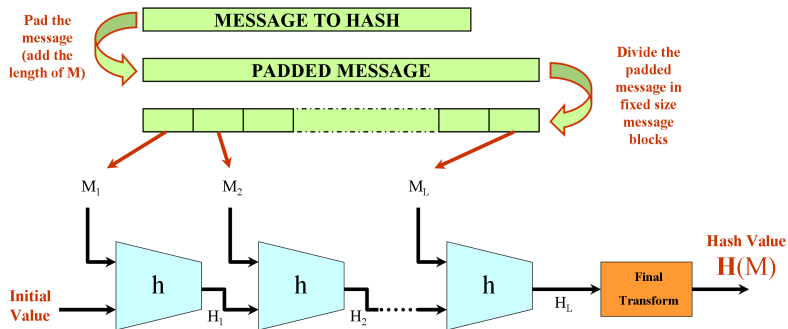 Pad the
message
(add the
length of M)
MESSAGE TO HASH
PADDED MESSAGE
Divide the
padded
message in
fixed size
message
blocks
M1
M2
ML
Initial
Value
h
H1
h
H2
h
HL
Final
Transform
Hash Value
H(M)